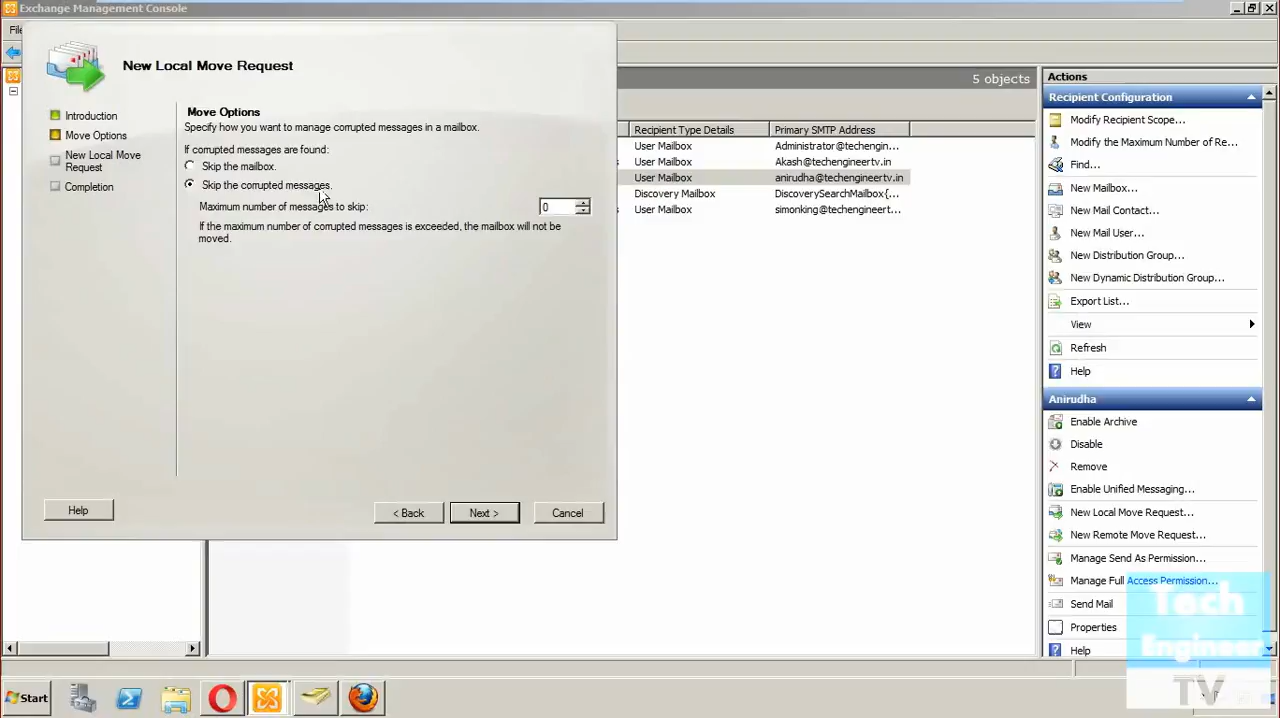 Exchange Management Console
File
New Local Move Request
Introduction
Move Options
New Local Move
Request
Completion
Move Options
Specify how you want to manage corrupted messages in a mailbox.
If corrupted messages are found:
Skip the mailbox.
Skip the corrupted messages.
Maximum number of messages to skip:
0
If the maximum number of corrupted messages is exceeded, the mailbox will not be
moved.
Help
< Back
Next >
Cancel
5 objects
Recipient Type Details
Primary SMTP Address
User Mailbox
Administrator@techengin...
User Mailbox
Akash@techengineertv.in
User Mailbox
anirudha@techengineertv.in
Discovery Mailbox
DiscoverySearchMailbox{...
User Mailbox
simonking@techengineert...
Actions
Recipient Configuration
Modify Recipient Scope...
Modify the Maximum Number of Re...
Find...
New Mailbox...
New Mail Contact...
New Mail User...
New Distribution Group...
New Dynamic Distribution Group...
Export List...
View
Refresh
Help
Anirudha
Enable Archive
Disable
Remove
Enable Unified Messaging...
New Local Move Request...
New Remote Move Request...
Manage Send As Permission...
Manage Full Access Permission...
Send Mail
Properties
Help
Tech
Engineer
TV
Start